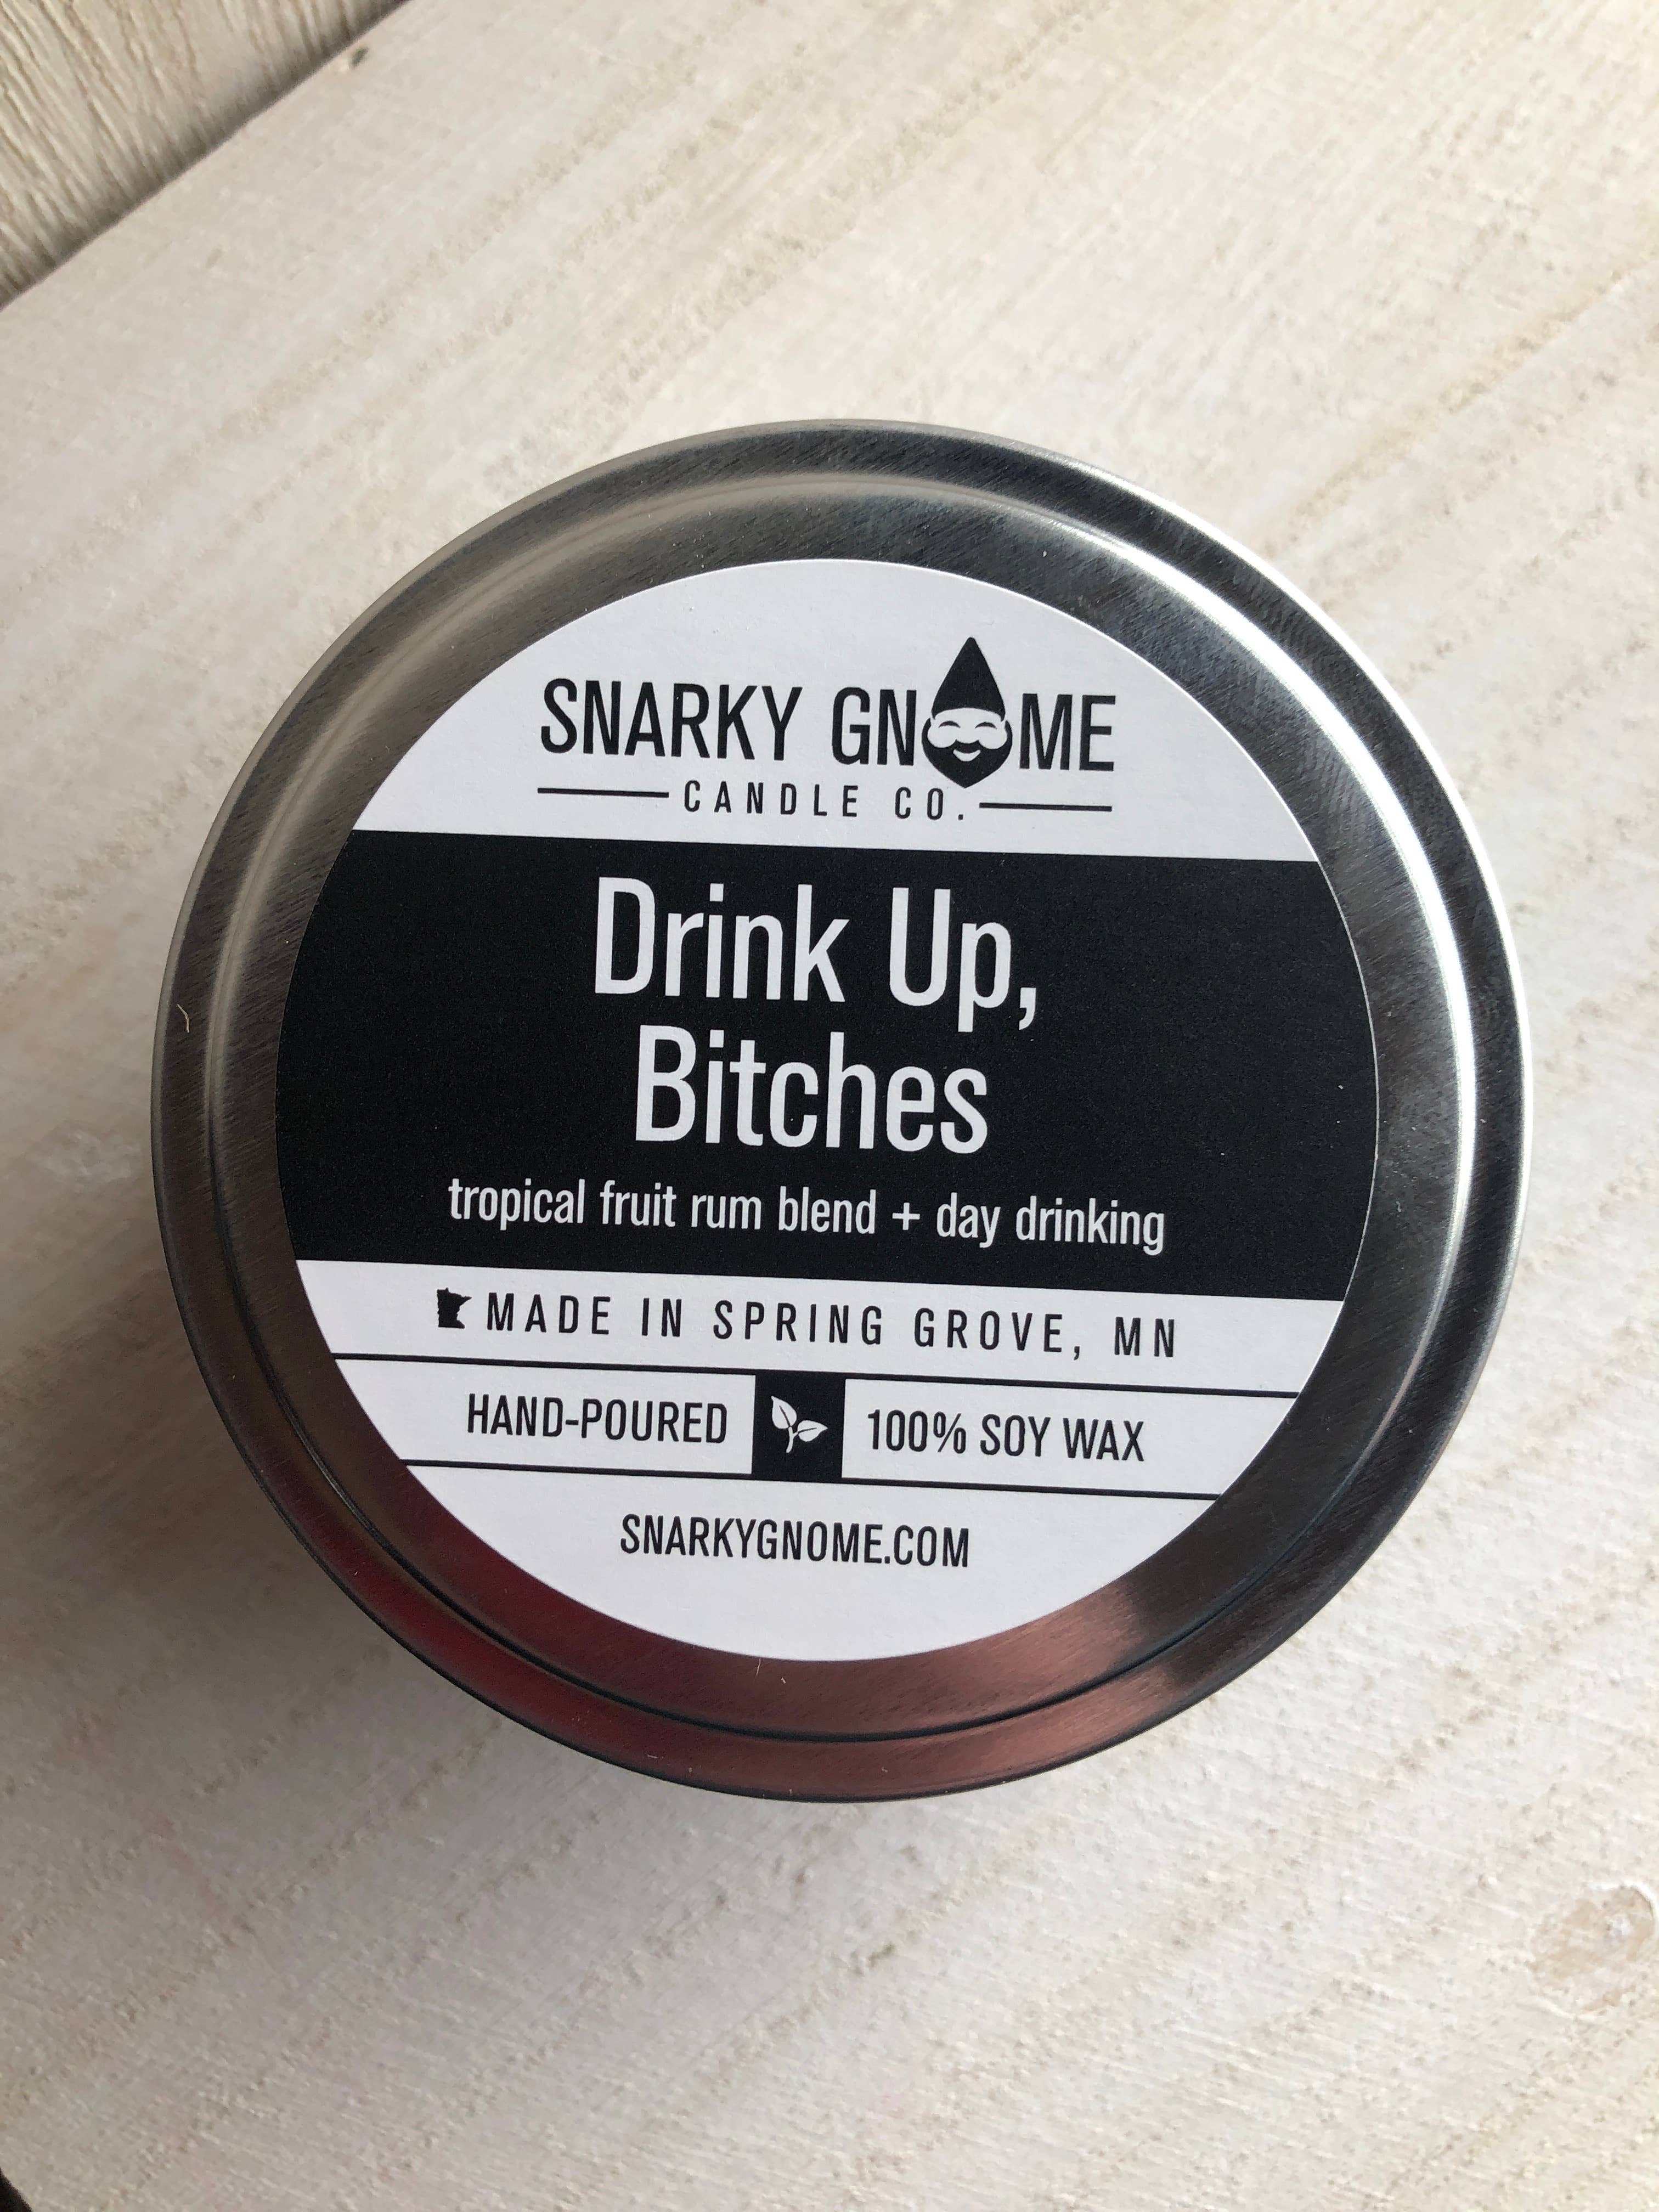 SNARKY GNOME
CANDLE CO.
Drink Up,
Bitches
tropical fruit rum blend + day drinking
MADE IN SPRING GROVE, MN
HAND-POURED 100% SOY WAX
SNARKYGNOME.COM